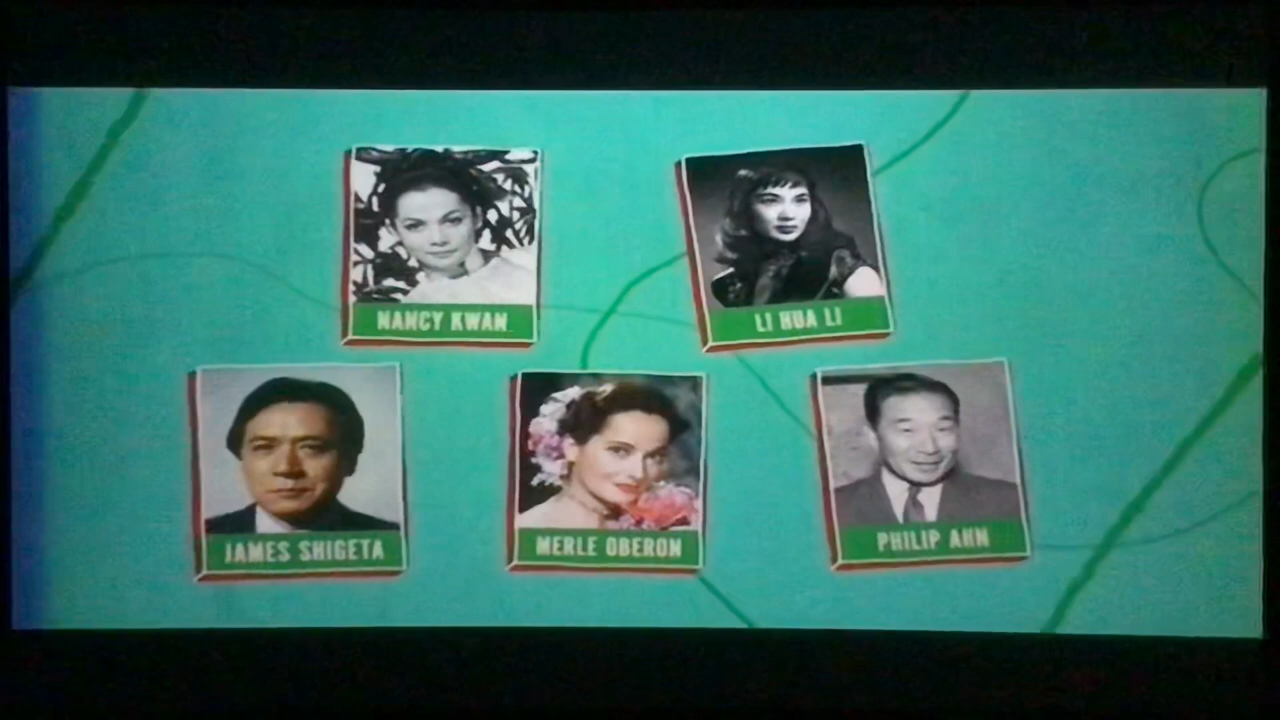 NANCY KWAN
LI HUA LI
JAMES SHIGETA
MERLE OBERON
PHILIP AHN